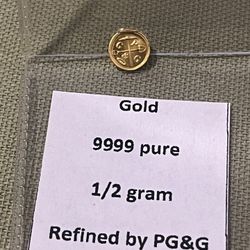 Gold
9999 pure
1/2 gram
Refined by PG&G